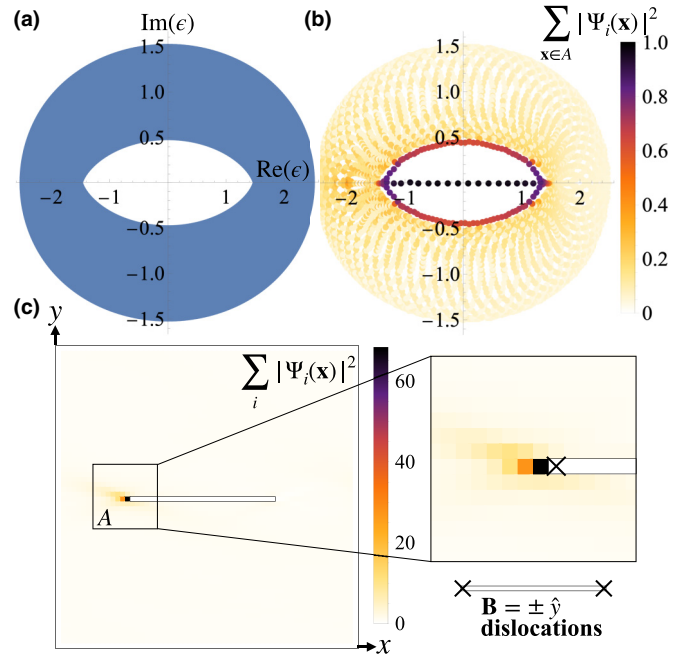 (a)
Im(ϵ)
1.5
1.0
0.5
Re(ϵ)
−2
−1
1
2
−0.5
−1.0
−1.5
(b)
∑ |Ψᵢ(x)|²
x∈A
1.5
1.0
0.5
−2
−1
1
2
−0.5
−1.0
−1.5
1.0
0.8
0.6
0.4
0.2
0
(c)
y
∑ |Ψᵢ(x)|²
i
60
40
20
0
A
x
B = ± ŷ
dislocations